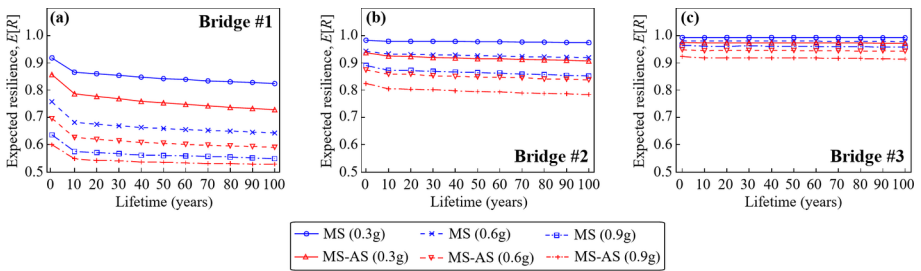 (a)
Bridge #1
Expected resilience, E[R]
1.0
0.9
0.8
0.7
0.6
0.5
0 10 20 30 40 50 60 70 80 90 100
Lifetime (years)
(b)
Bridge #2
Expected resilience, E[R]
1.0
0.9
0.8
0.7
0.6
0.5
0 10 20 30 40 50 60 70 80 90 100
Lifetime (years)
(c)
Bridge #3
Expected resilience, E[R]
1.0
0.9
0.8
0.7
0.6
0.5
0 10 20 30 40 50 60 70 80 90 100
Lifetime (years)
MS (0.3g) MS (0.6g) MS (0.9g)
MS-AS (0.3g) MS-AS (0.6g) MS-AS (0.9g)